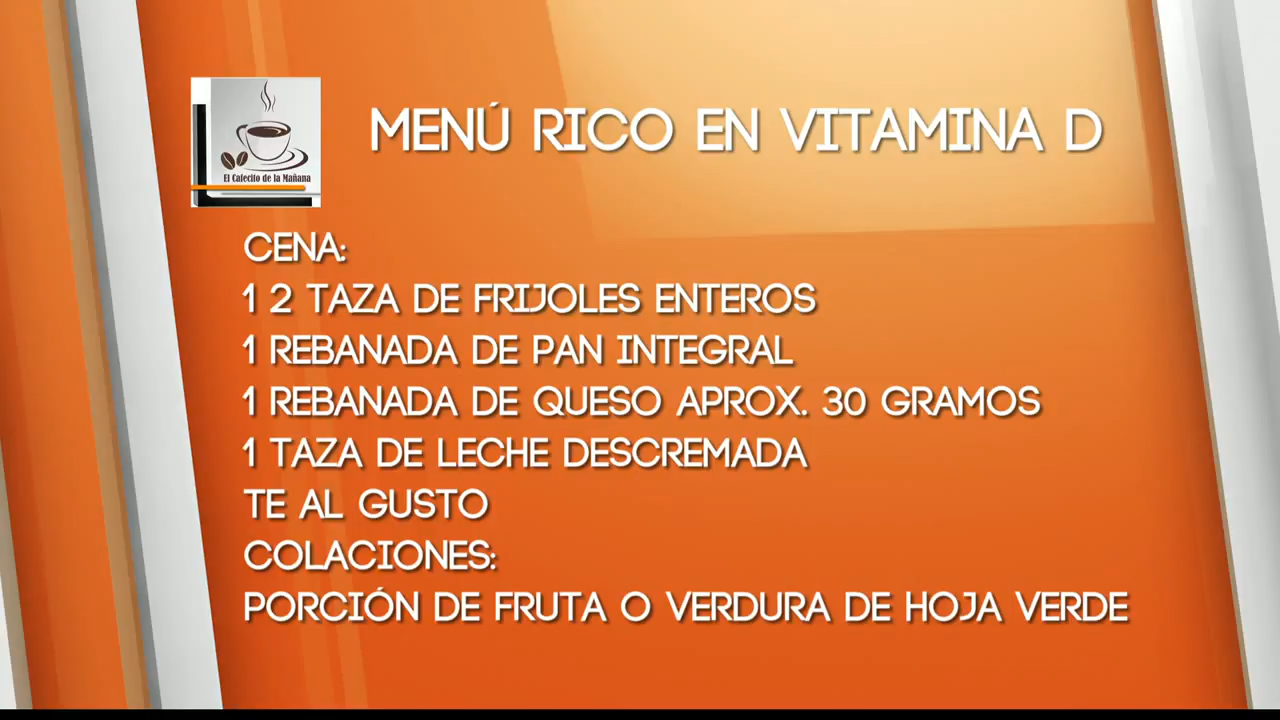 El Cafecito de la Mañana
MENÚ RICO EN VITAMINA D
CENA:
1 2 TAZA DE FRIJOLES ENTEROS
1 REBANADA DE PAN INTEGRAL
1 REBANADA DE QUESO APROX. 30 GRAMOS
1 TAZA DE LECHE DESCREMADA
TE AL GUSTO
COLACIONES:
PORCIÓN DE FRUTA O VERDURA DE HOJA VERDE